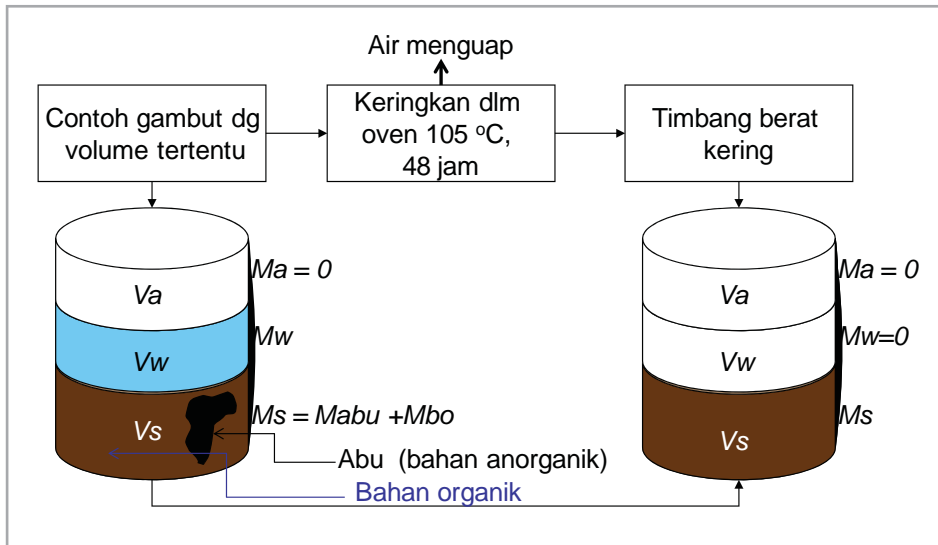 Air menguap
Contoh gambut dg
volume tertentu
Keringkan dlm
oven 105 °C,
48 jam
Timbang berat
kering
Ma = 0
Va
Mw
Vw
Ms = Mabu +Mbo
Vs
Abu (bahan anorganik)
Bahan organik
Ma = 0
Va
Mw=0
Vw
Ms
Vs